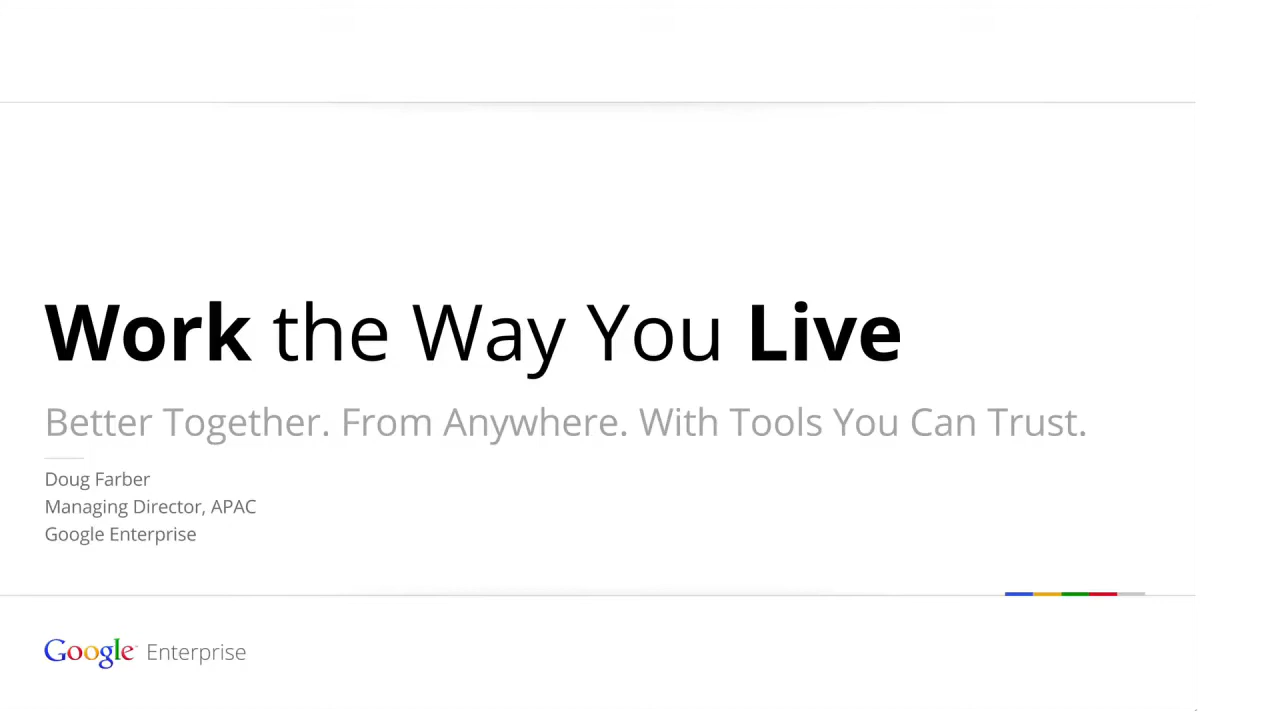 Work the Way You Live
Better Together. From Anywhere. With Tools You Can Trust.
Doug Farber
Managing Director, APAC
Google Enterprise
Google Enterprise